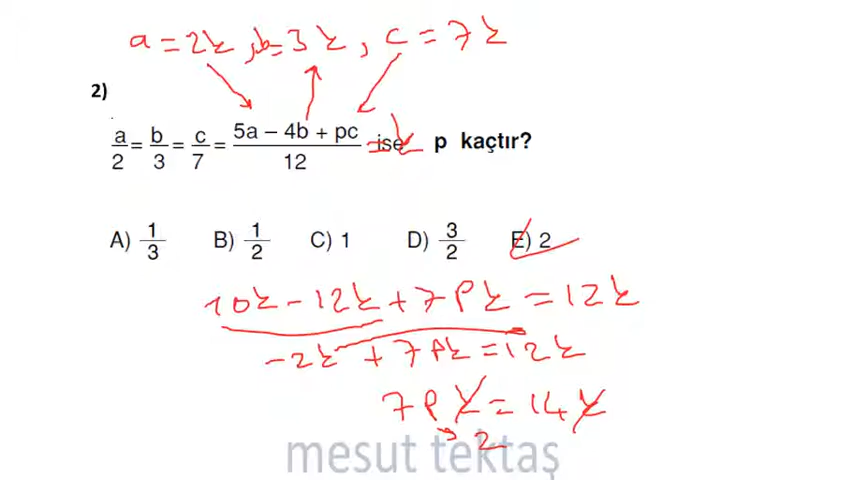 a = 2k, b = 3k, c = 7k
2)
a/2 = b/3 = c/7 = (5a – 4b + pc)/12 ise = k p kaçtır?
A) 1/3 B) 1/2 C) 1 D) 3/2 E) 2
10k – 12k + 7pk = 12k
–2k + 7pk = 12k
7pk = 14k
2
mesut tektaş